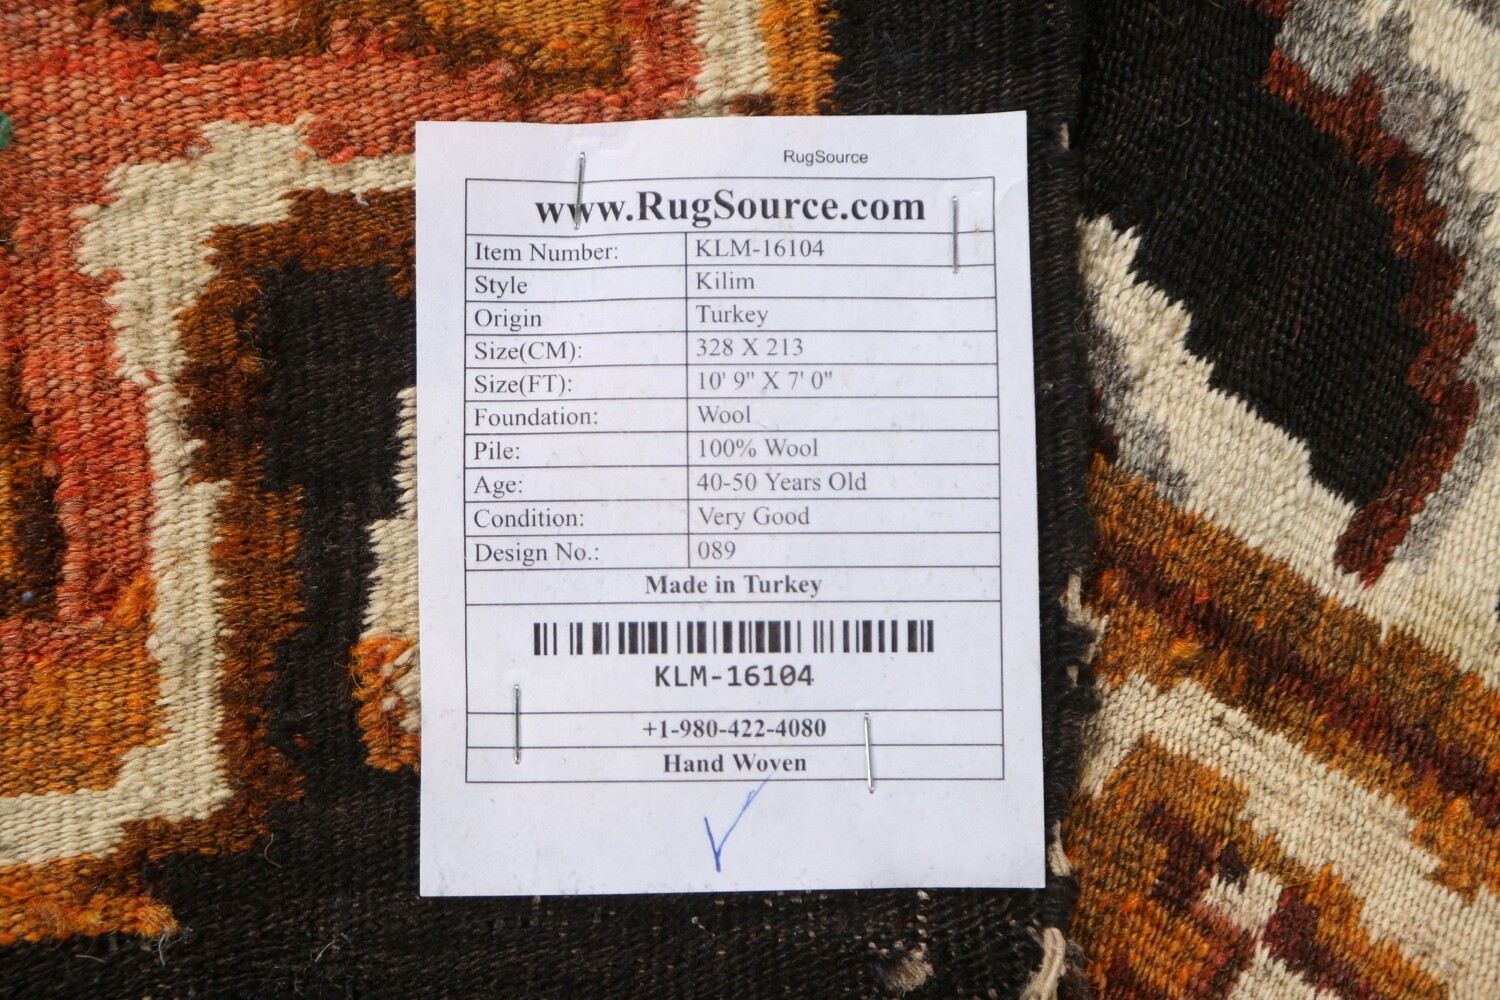 RugSource
www.RugSource.com
Item Number: KLM-16104
Style Kilim
Origin Turkey
Size(CM): 328 X 213
Size(FT): 10' 9" X 7' 0"
Foundation: Wool
Pile: 100% Wool
Age: 40-50 Years Old
Condition: Very Good
Design No.: 089
Made in Turkey
KLM-16104
+1-980-422-4080
Hand Woven